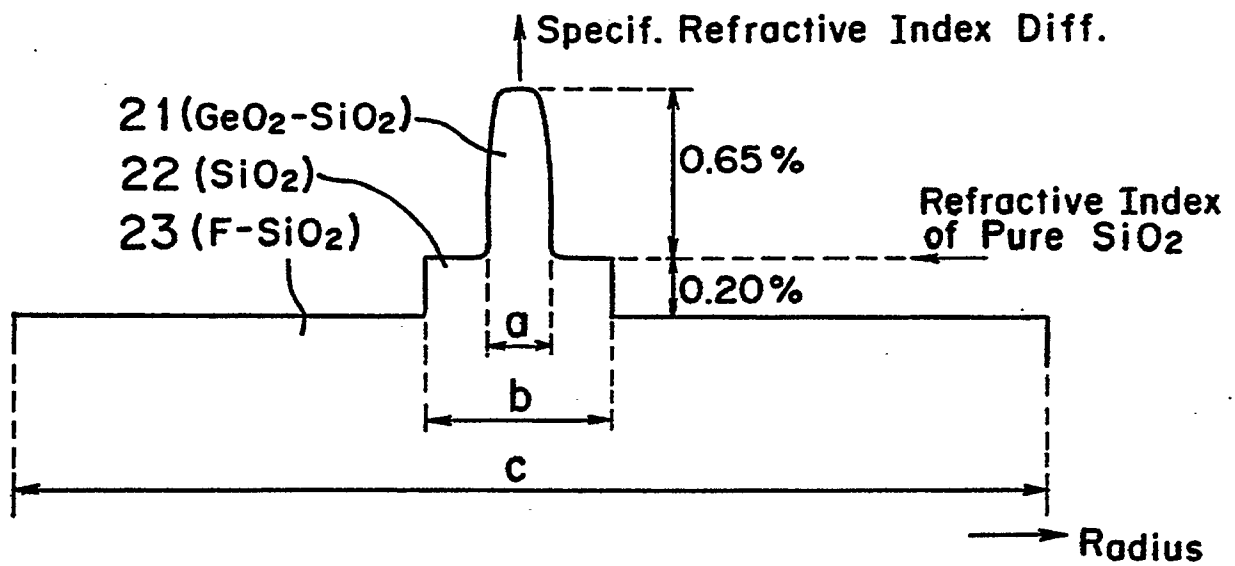 Specif. Refractive Index Diff.
21 (GeO2-SiO2)
0.65%
22 (SiO2)
Refractive Index
of Pure SiO2
23 (F-SiO2)
0.20%
a
b
c
Radius